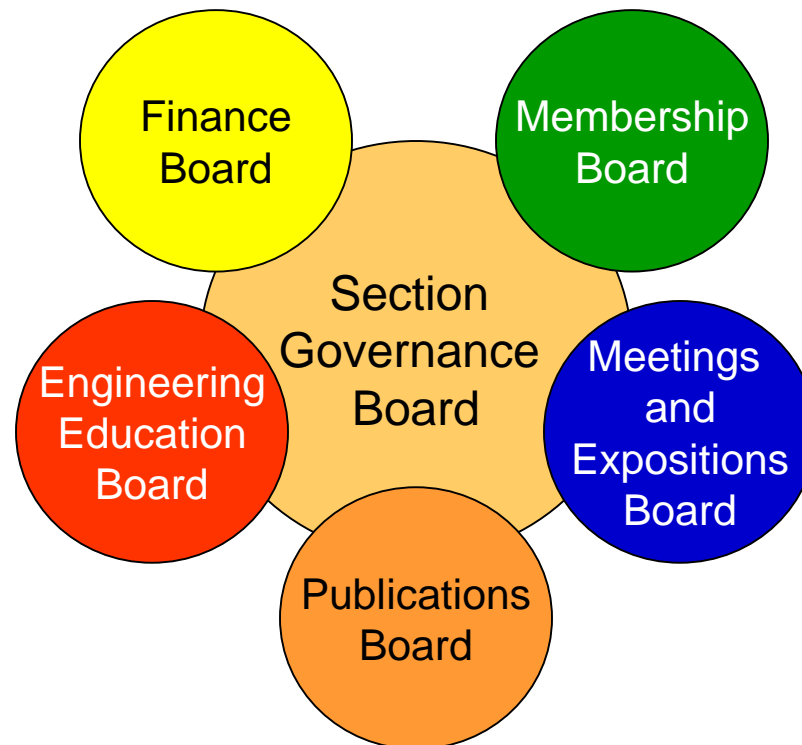 Finance
Board
Membership
Board
Section
Governance
Board
Engineering
Education
Board
Meetings
and
Expositions
Board
Publications
Board